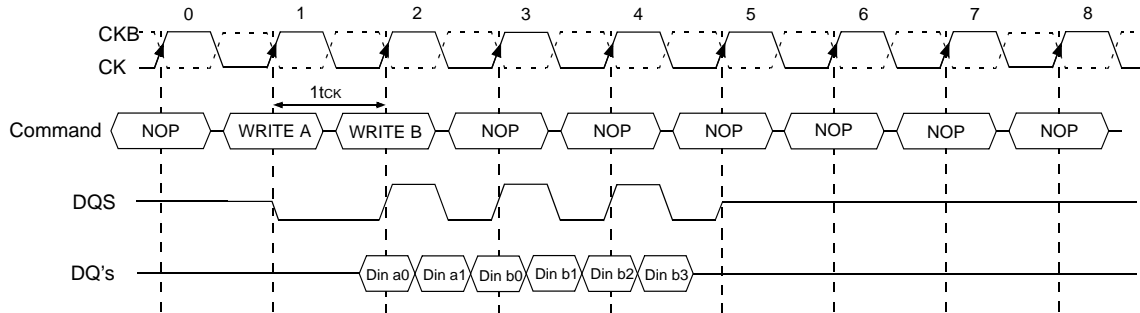 0 1 2 3 4 5 6 7 8
CKB
CK
1tCK
Command NOP WRITE A WRITE B NOP NOP NOP NOP NOP NOP
DQS
DQ's Din a0 Din a1 Din b0 Din b1 Din b2 Din b3